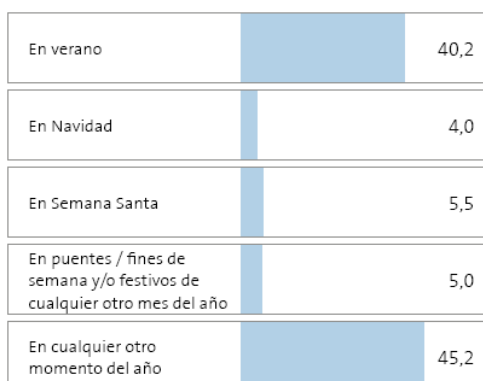 En verano 40,2
En Navidad 4,0
En Semana Santa 5,5
En puentes / fines de
semana y/o festivos de 5,0
cualquier otro mes del año
En cualquier otro 45,2
momento del año